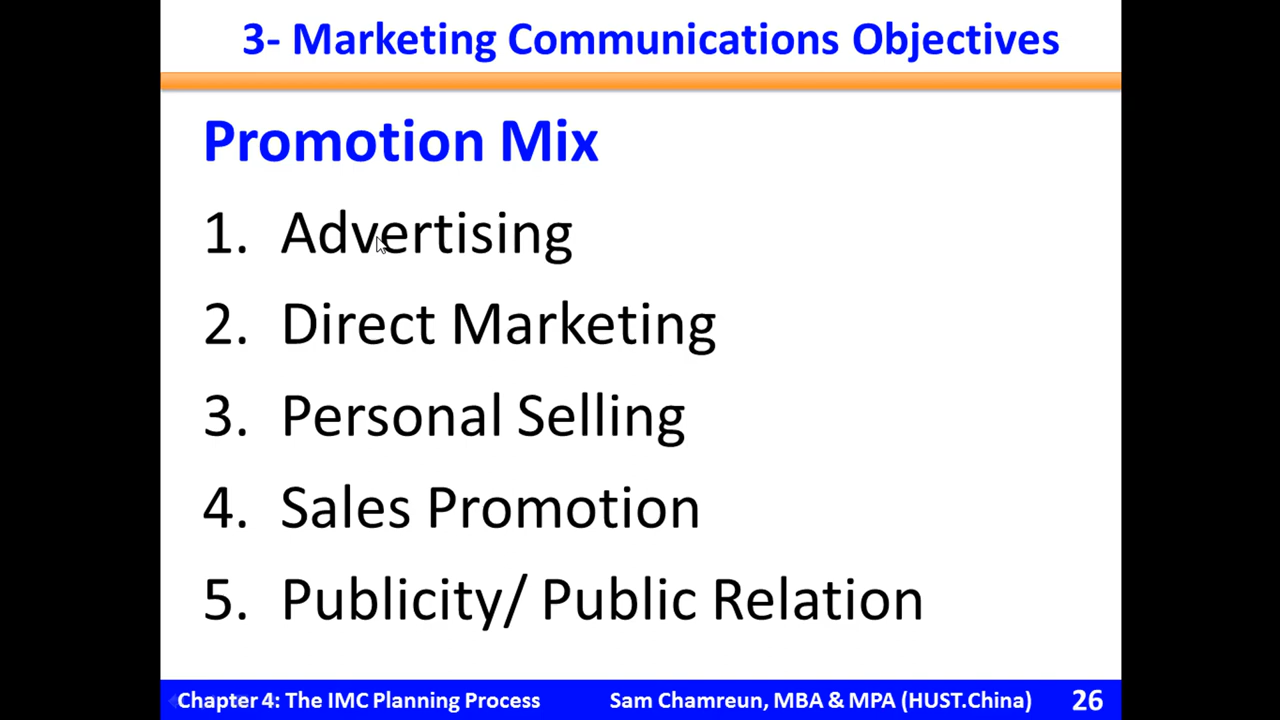 3- Marketing Communications Objectives
Promotion Mix
1. Advertising
2. Direct Marketing
3. Personal Selling
4. Sales Promotion
5. Publicity/ Public Relation
Chapter 4: The IMC Planning Process Sam Chamreun, MBA & MPA (HUST.China) 26